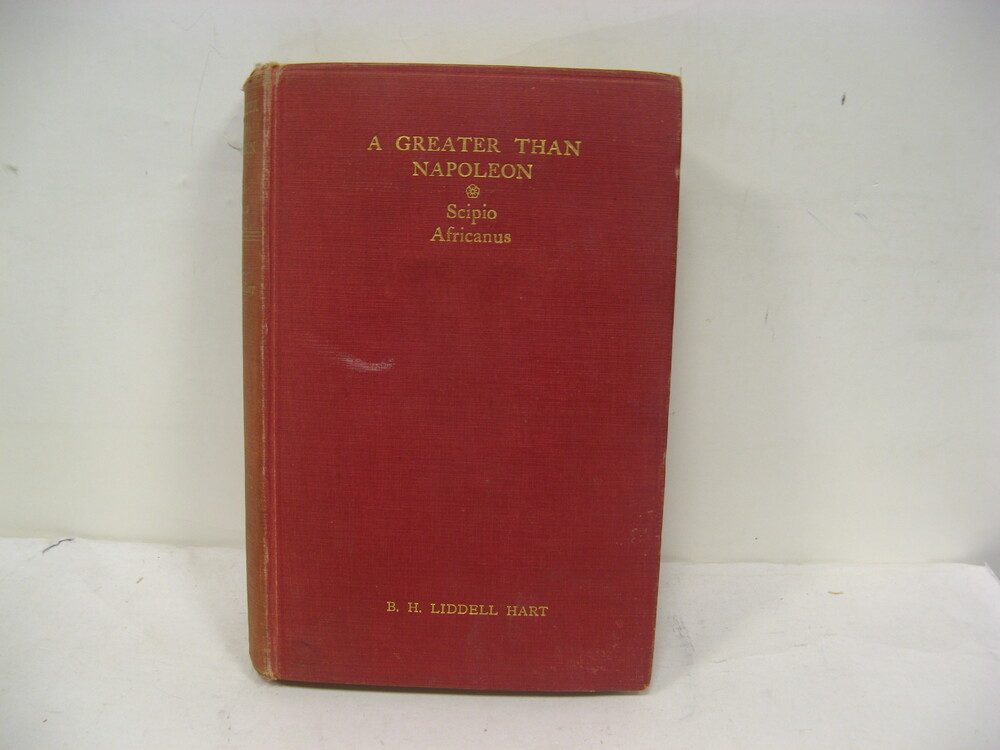 A GREATER THAN
NAPOLEON
Scipio
Africanus
B. H. LIDDELL HART